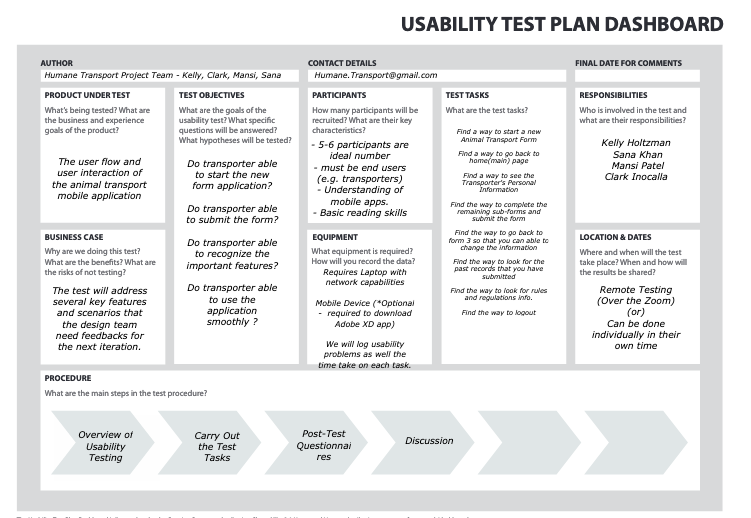 USABILITY TEST PLAN DASHBOARD
AUTHOR
Humane Transport Project Team - Kelly, Clark, Mansi, Sana
CONTACT DETAILS
Humane.Transport@gmail.com
FINAL DATE FOR COMMENTS
PRODUCT UNDER TEST
What's being tested? What are
the business and experience
goals of the product?
The user flow and
user interaction of
the animal transport
mobile application
TEST OBJECTIVES
What are the goals of the
usability test? What specific
questions will be answered?
What hypotheses will be tested?
Do transporter able
to start the new
form application?
Do transporter able
to submit the form?
Do transporter able
to recognize the
important features?
Do transporter able
to use the
application
smoothly ?
PARTICIPANTS
How many participants will be
recruited? What are their key
characteristics?
- 5-6 participants are
ideal number
- must be end users
(e.g. transporters)
- Understanding of
mobile apps.
- Basic reading skills
TEST TASKS
What are the test tasks?
Find a way to start a new
Animal Transport Form
Find a way to go back to
home(main) page
Find a way to see the
Transporter's Personal
Information
Find the way to complete the
remaining sub-forms and
submit the form
Find the way to go back to
form 3 so that you can able to
change the information
Find the way to look for the
past records that you have
submitted
Find the way to look for rules
and regulations info.
Find the way to logout
RESPONSIBILITIES
Who is involved in the test and
what are their responsibilities?
Kelly Holtzman
Sana Khan
Mansi Patel
Clark Inocalla
BUSINESS CASE
Why are we doing this test?
What are the benefits? What are
the risks of not testing?
The test will address
several key features
and scenarios that
the design team
need feedbacks for
the next iteration.
EQUIPMENT
What equipment is required?
How will you record the data?
Requires Laptop with
network capabilities
Mobile Device (*Optional
- required to download
Adobe XD app)
We will log usability
problems as well the
time take on each task.
LOCATION & DATES
Where and when will the test
take place? When and how will
the results be shared?
Remote Testing
(Over the Zoom)
(or)
Can be done
individually in their
own time
PROCEDURE
What are the main steps in the test procedure?
Overview of
Usability
Testing
Carry Out
the Test
Tasks
Post-Test
Questionnai
res
Discussion